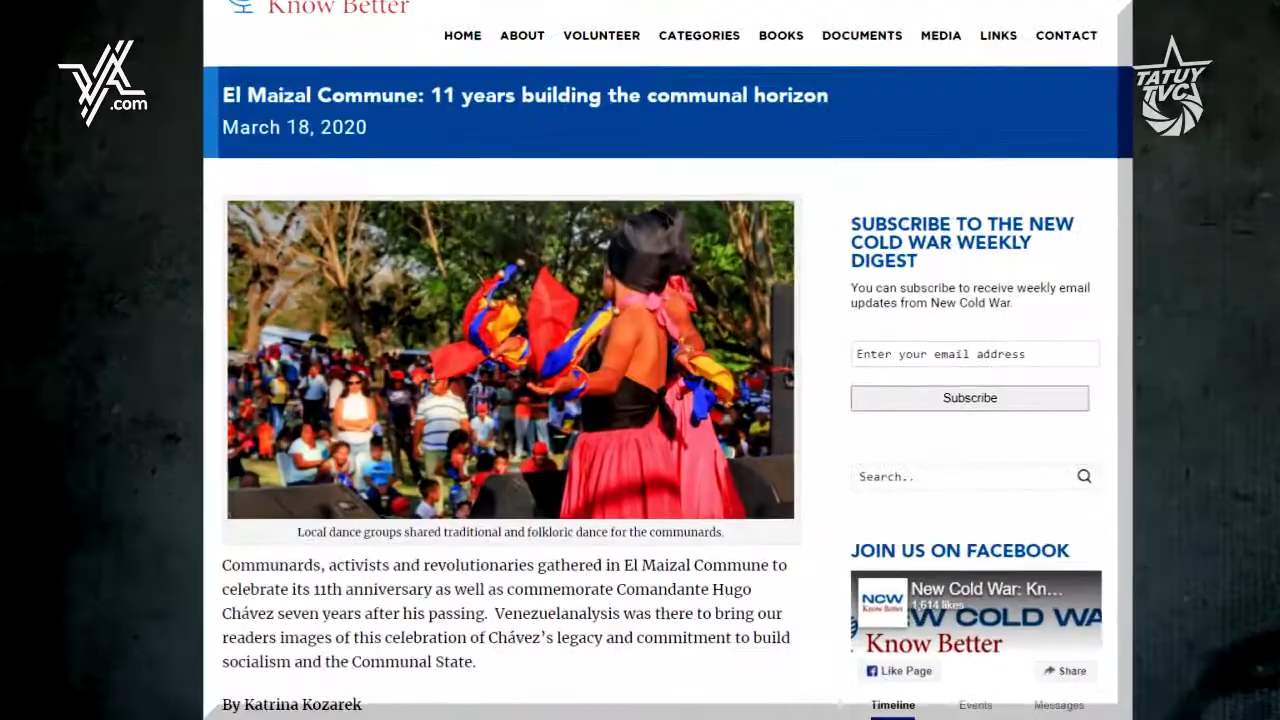 Know Better
HOME ABOUT VOLUNTEER CATEGORIES BOOKS DOCUMENTS MEDIA LINKS CONTACT
VA
.com
TATUY
TVC
El Maizal Commune: 11 years building the communal horizon
March 18, 2020
SUBSCRIBE TO THE NEW
COLD WAR WEEKLY
DIGEST
You can subscribe to receive weekly email
updates from New Cold War.
Enter your email address
Subscribe
Search..
Local dance groups shared traditional and folkloric dance for the communards.
Communards, activists and revolutionaries gathered in El Maizal Commune to
celebrate its 11th anniversary as well as commemorate Comandante Hugo
Chávez seven years after his passing. Venezuelanalysis was there to bring our
readers images of this celebration of Chávez's legacy and commitment to build
socialism and the Communal State.
By Katrina Kozarek
JOIN US ON FACEBOOK
NCW
Know Better
New Cold War: Kn...
1,614 likes
W COLD WA
Know Better
Like Page
Share
Timeline Events Messages